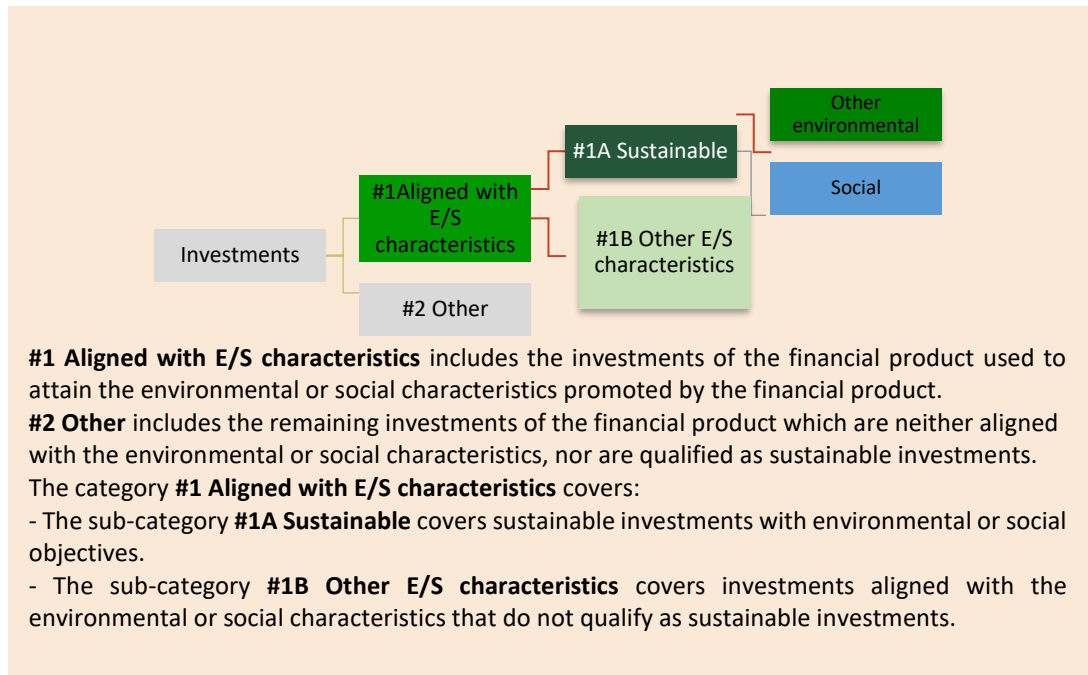 Other
environmental
#1A Sustainable
Social
#1Aligned with
E/S
characteristics
#1B Other E/S
characteristics
Investments
#2 Other
#1 Aligned with E/S characteristics includes the investments of the financial product used to
attain the environmental or social characteristics promoted by the financial product.
#2 Other includes the remaining investments of the financial product which are neither aligned
with the environmental or social characteristics, nor are qualified as sustainable investments.
The category #1 Aligned with E/S characteristics covers:
- The sub-category #1A Sustainable covers sustainable investments with environmental or social
objectives.
- The sub-category #1B Other E/S characteristics covers investments aligned with the
environmental or social characteristics that do not qualify as sustainable investments.